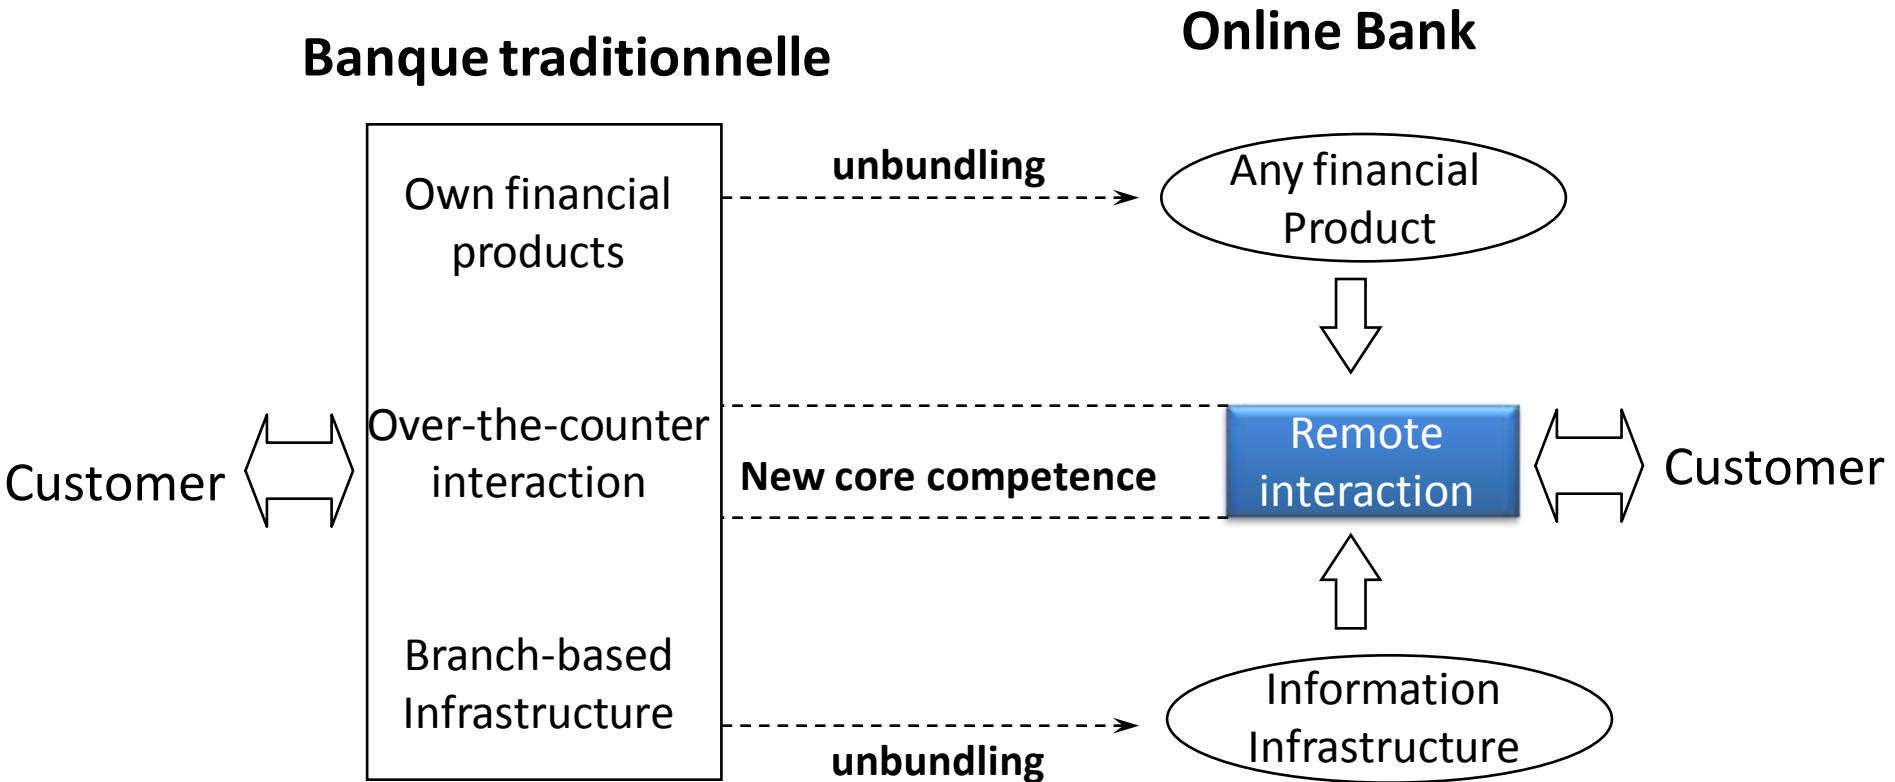 Banque traditionnelle
Online Bank
Own financial
products
unbundling
Any financial
Product
Customer
Over-the-counter
interaction
New core competence
Remote
interaction
Customer
Branch-based
Infrastructure
unbundling
Information
Infrastructure